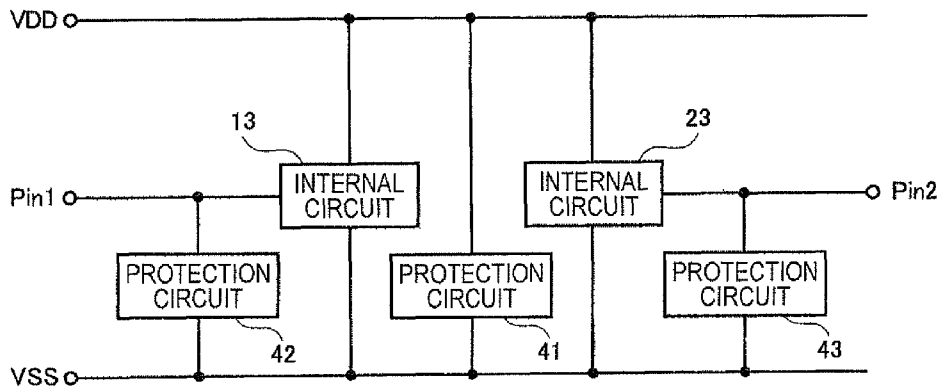 VDD
13
23
Pin1
INTERNAL
CIRCUIT
INTERNAL
CIRCUIT
Pin2
PROTECTION
CIRCUIT
PROTECTION
CIRCUIT
PROTECTION
CIRCUIT
42
41
43
VSS